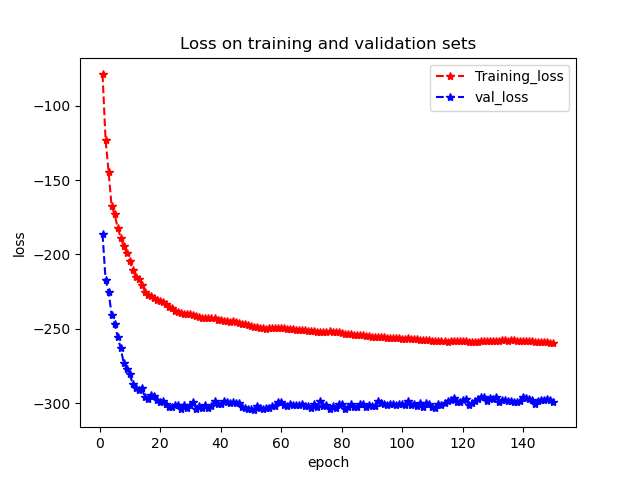 Loss on training and validation sets
Training_loss
val_loss
−100
−150
−200
−250
−300
loss
0 20 40 60 80 100 120 140
epoch